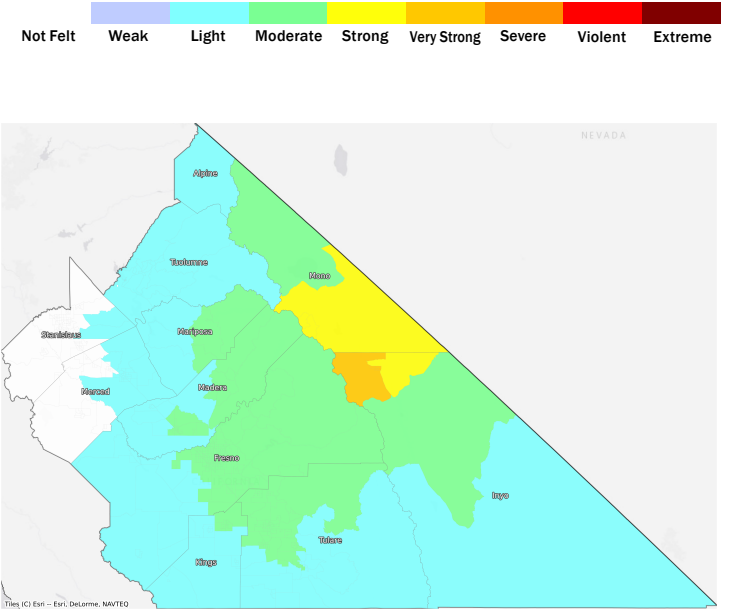 Not Felt Weak Light Moderate Strong Very Strong Severe Violent Extreme
NEVADA
Alpine
Tuolumne
Mono
Stanislaus
Mariposa
Madera
Merced
Fresno
Inyo
Tulare
Kings
Tiles (C) Esri -- Esri, DeLorme, NAVTEQ